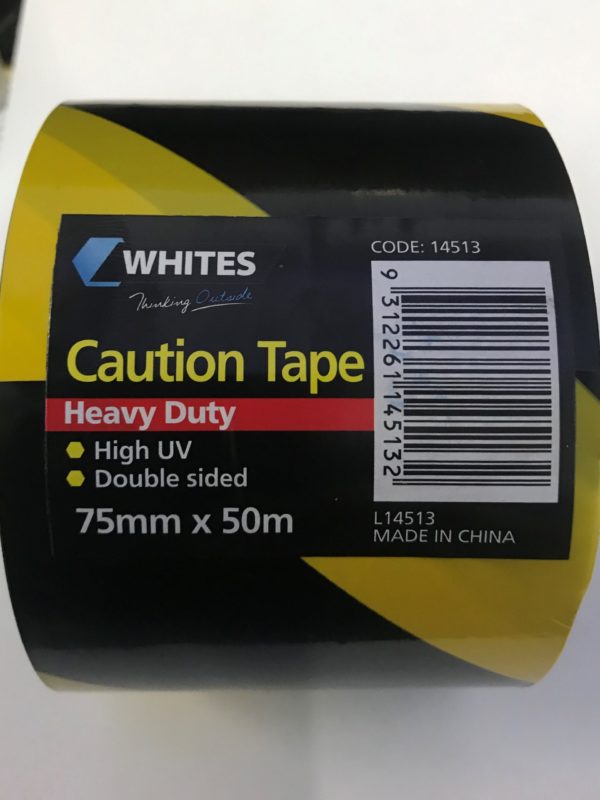 WHITES
Thinking Outside
Caution Tape
Heavy Duty
High UV
Double sided
75mm x 50m
CODE: 14513
9 312261 145132
L14513
MADE IN CHINA